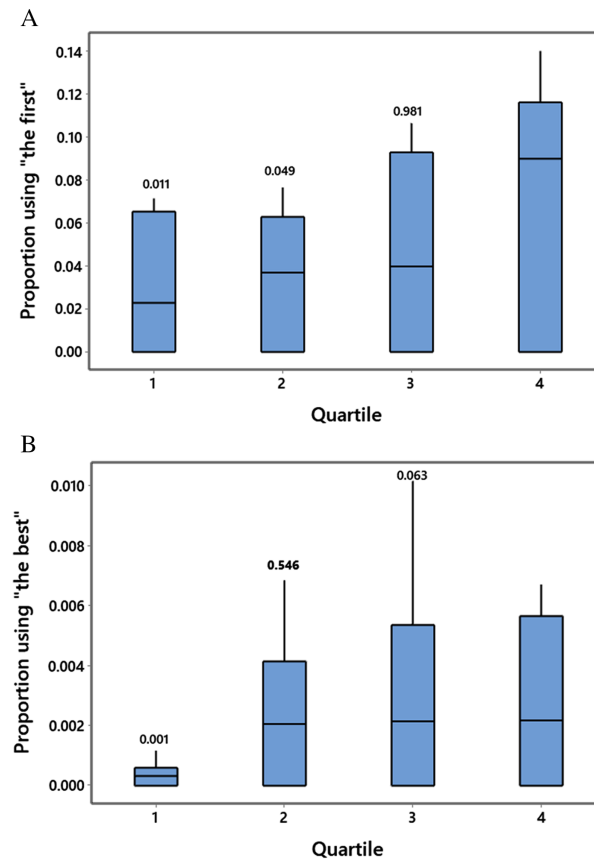 A
Proportion using "the first"
0.14
0.12
0.10
0.08
0.06
0.04
0.02
0.00
0.011
0.049
0.981
1 2 3 4
Quartile
B
Proportion using "the best"
0.010
0.008
0.006
0.004
0.002
0.000
0.001
0.546
0.063
1 2 3 4
Quartile